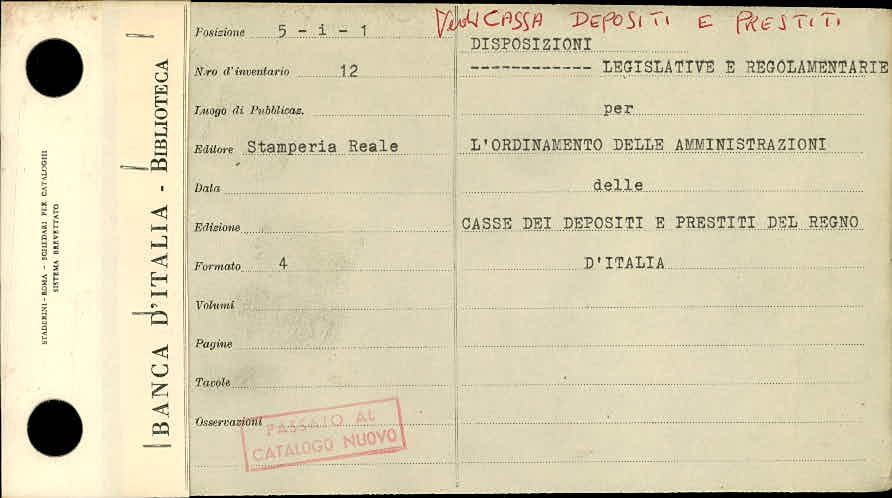 Vedi CASSA DEPOSITI E PRESTITI
STADERINI - ROMA - SCHEDARI PER CATALOGHI
SISTEMA BREVETTATO
BANCA D'ITALIA - BIBLIOTECA
Posizione 5 - i - 1
N.ro d'inventario 12
Luogo di Pubblicaz.
Editore Stamperia Reale
Data
Edizione
Formato 4
Volumi
Pagine
Tavole
Osservazioni
PASSATO AL
CATALOGO NUOVO
DISPOSIZIONI
------------ LEGISLATIVE E REGOLAMENTARIE
per
L'ORDINAMENTO DELLE AMMINISTRAZIONI
delle
CASSE DEI DEPOSITI E PRESTITI DEL REGNO
D'ITALIA